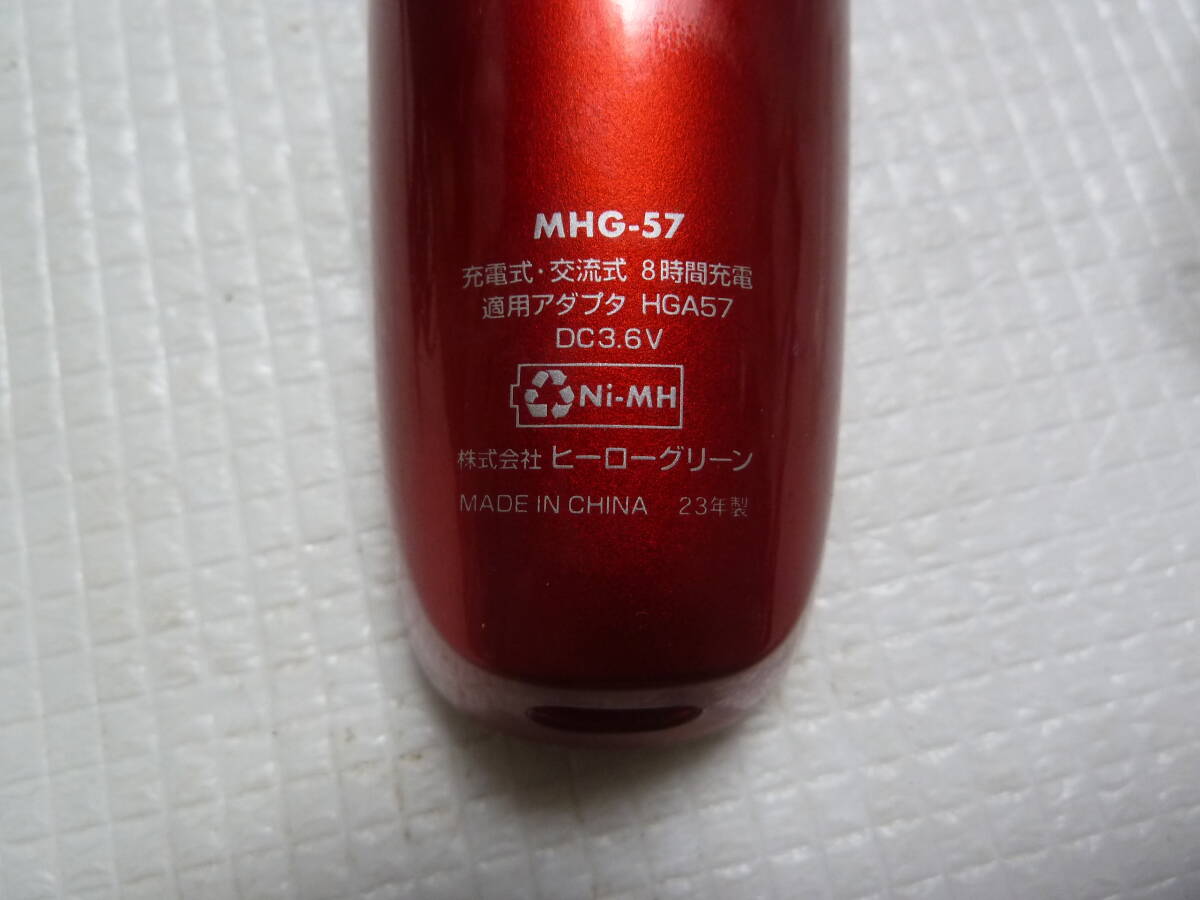 MHG-57
充電式・交流式 8時間充電
適用アダプタ HGA57
DC3.6V
Ni-MH
株式会社 ヒーローグリーン
MADE IN CHINA 23年製